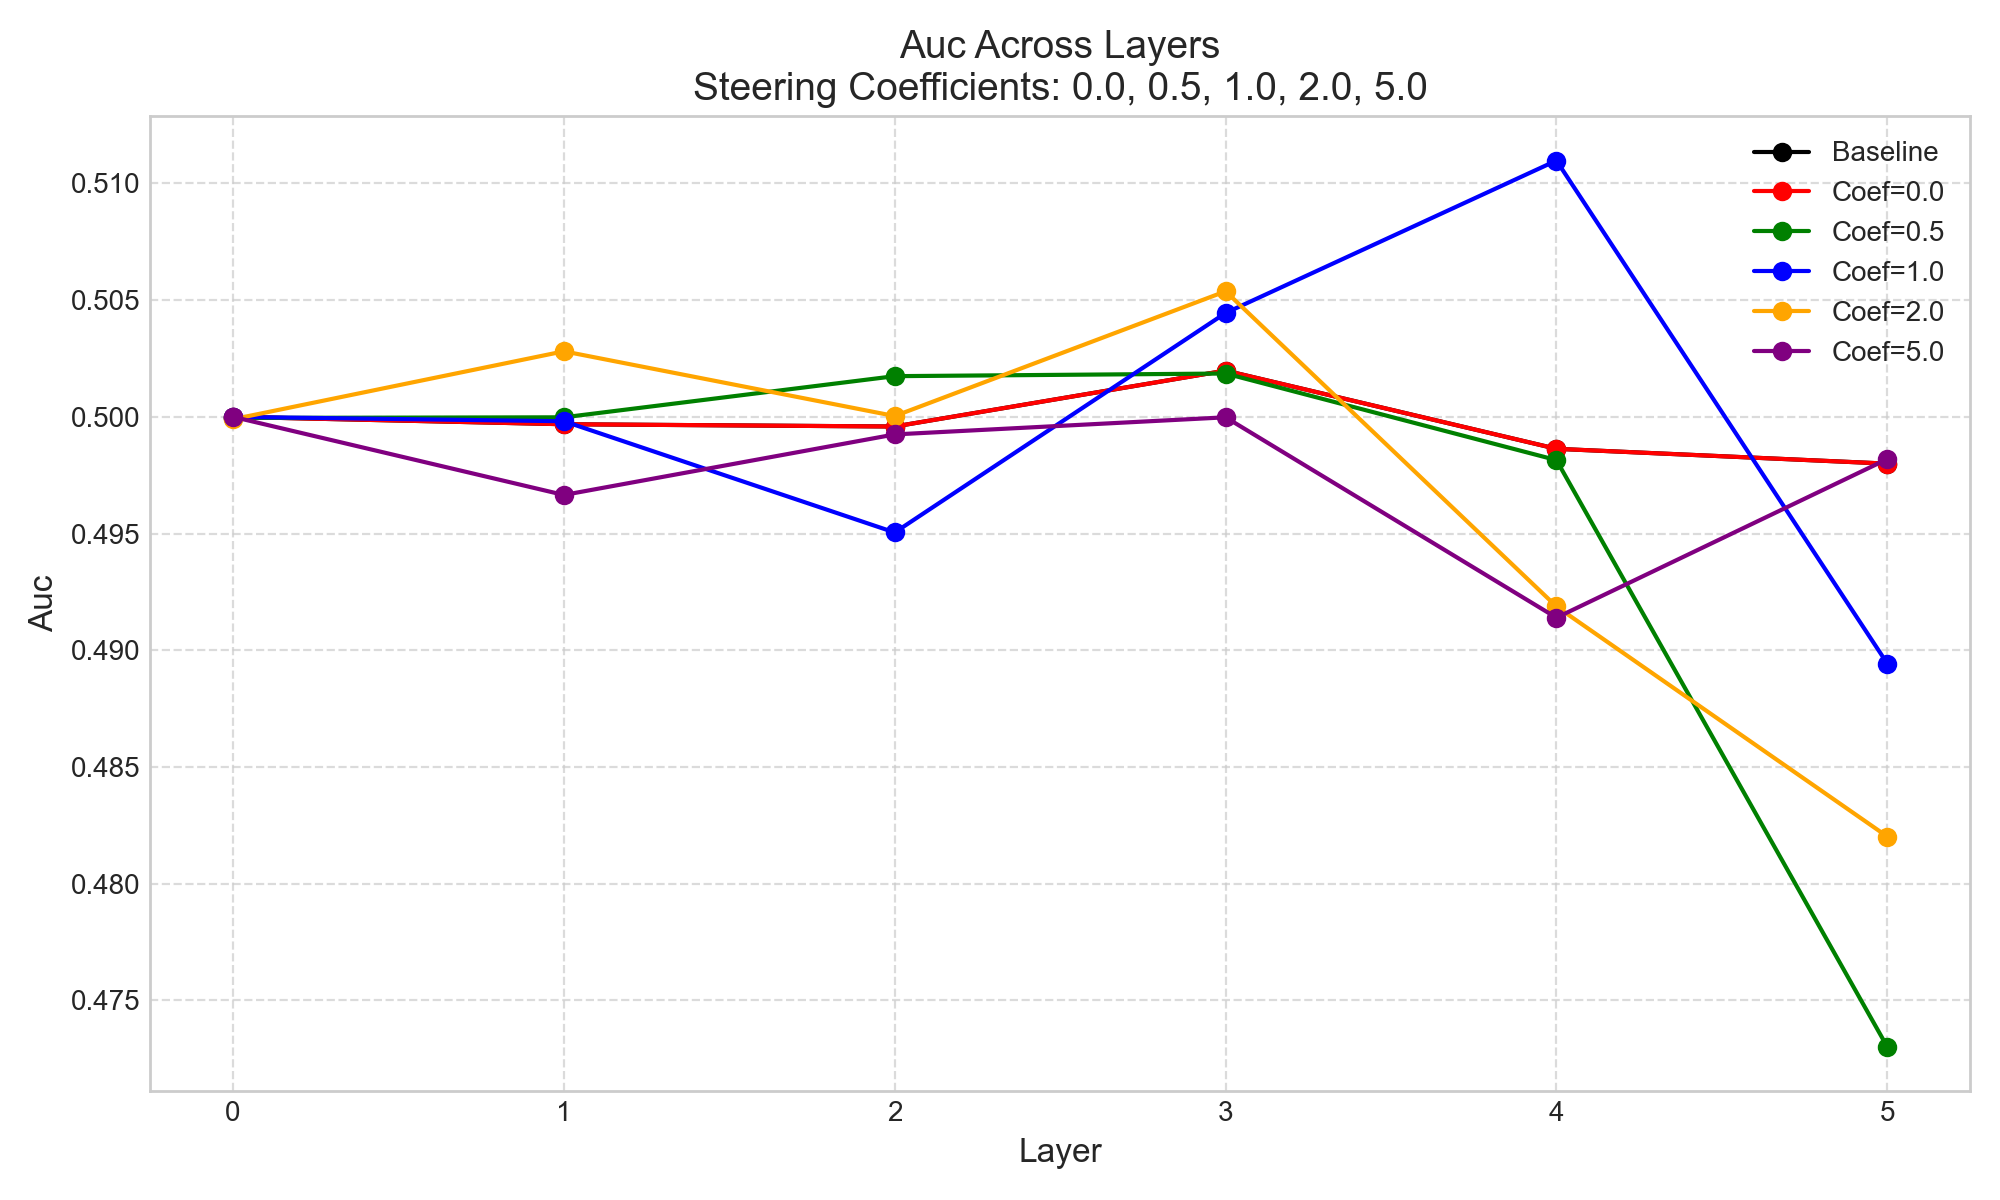 Auc Across Layers
Steering Coefficients: 0.0, 0.5, 1.0, 2.0, 5.0
Baseline
Coef=0.0
Coef=0.5
Coef=1.0
Coef=2.0
Coef=5.0
Auc
0.510
0.505
0.500
0.495
0.490
0.485
0.480
0.475
0 1 2 3 4 5
Layer